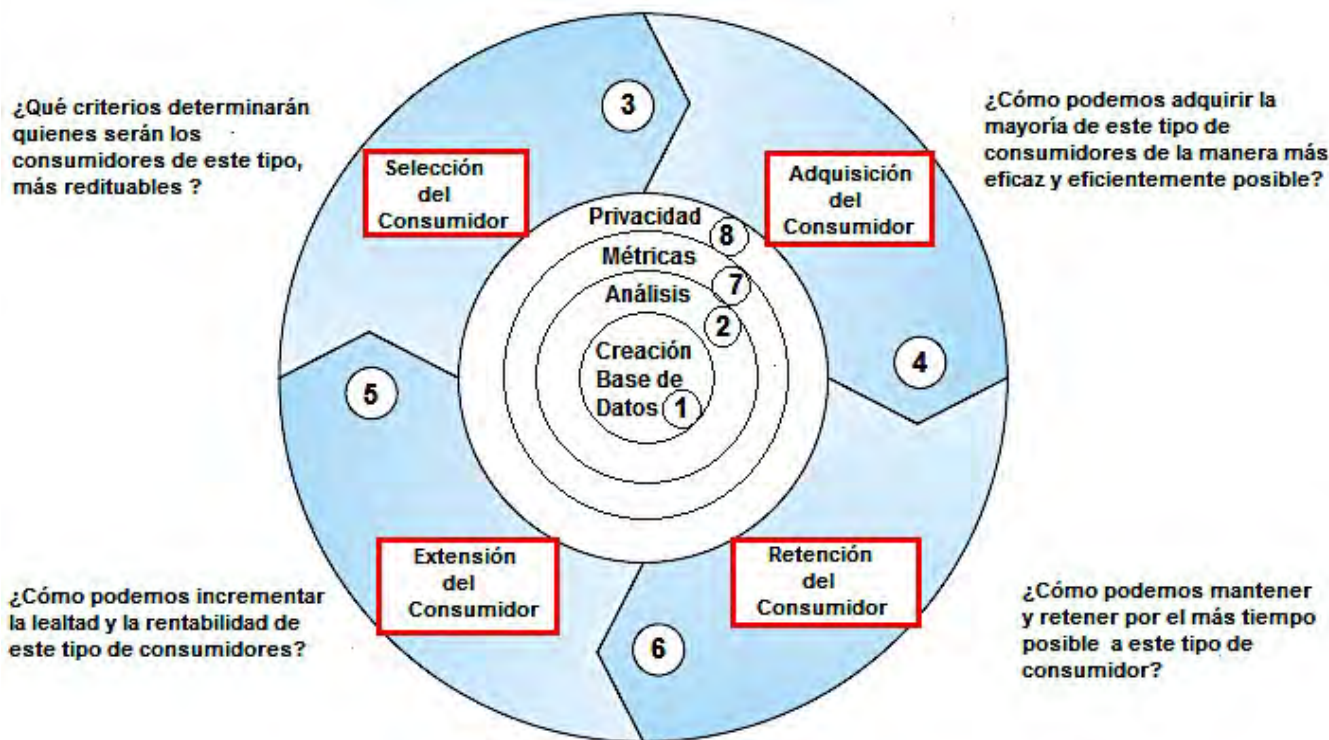 3
¿Qué criterios determinarán
quienes serán los
consumidores de este tipo,
más redituables ?
¿Cómo podemos adquirir la
mayoría de este tipo de
consumidores de la manera más
eficaz y eficientemente posible?
Selección
del
Consumidor
Adquisición
del
Consumidor
Privacidad
8
Métricas
7
Análisis
2
Creación
Base de
Datos 1
4
5
Extensión
del
Consumidor
Retención
del
Consumidor
¿Cómo podemos incrementar
la lealtad y la rentabilidad de
este tipo de consumidores?
¿Cómo podemos mantener
y retener por el más tiempo
posible a este tipo de
consumidor?
6